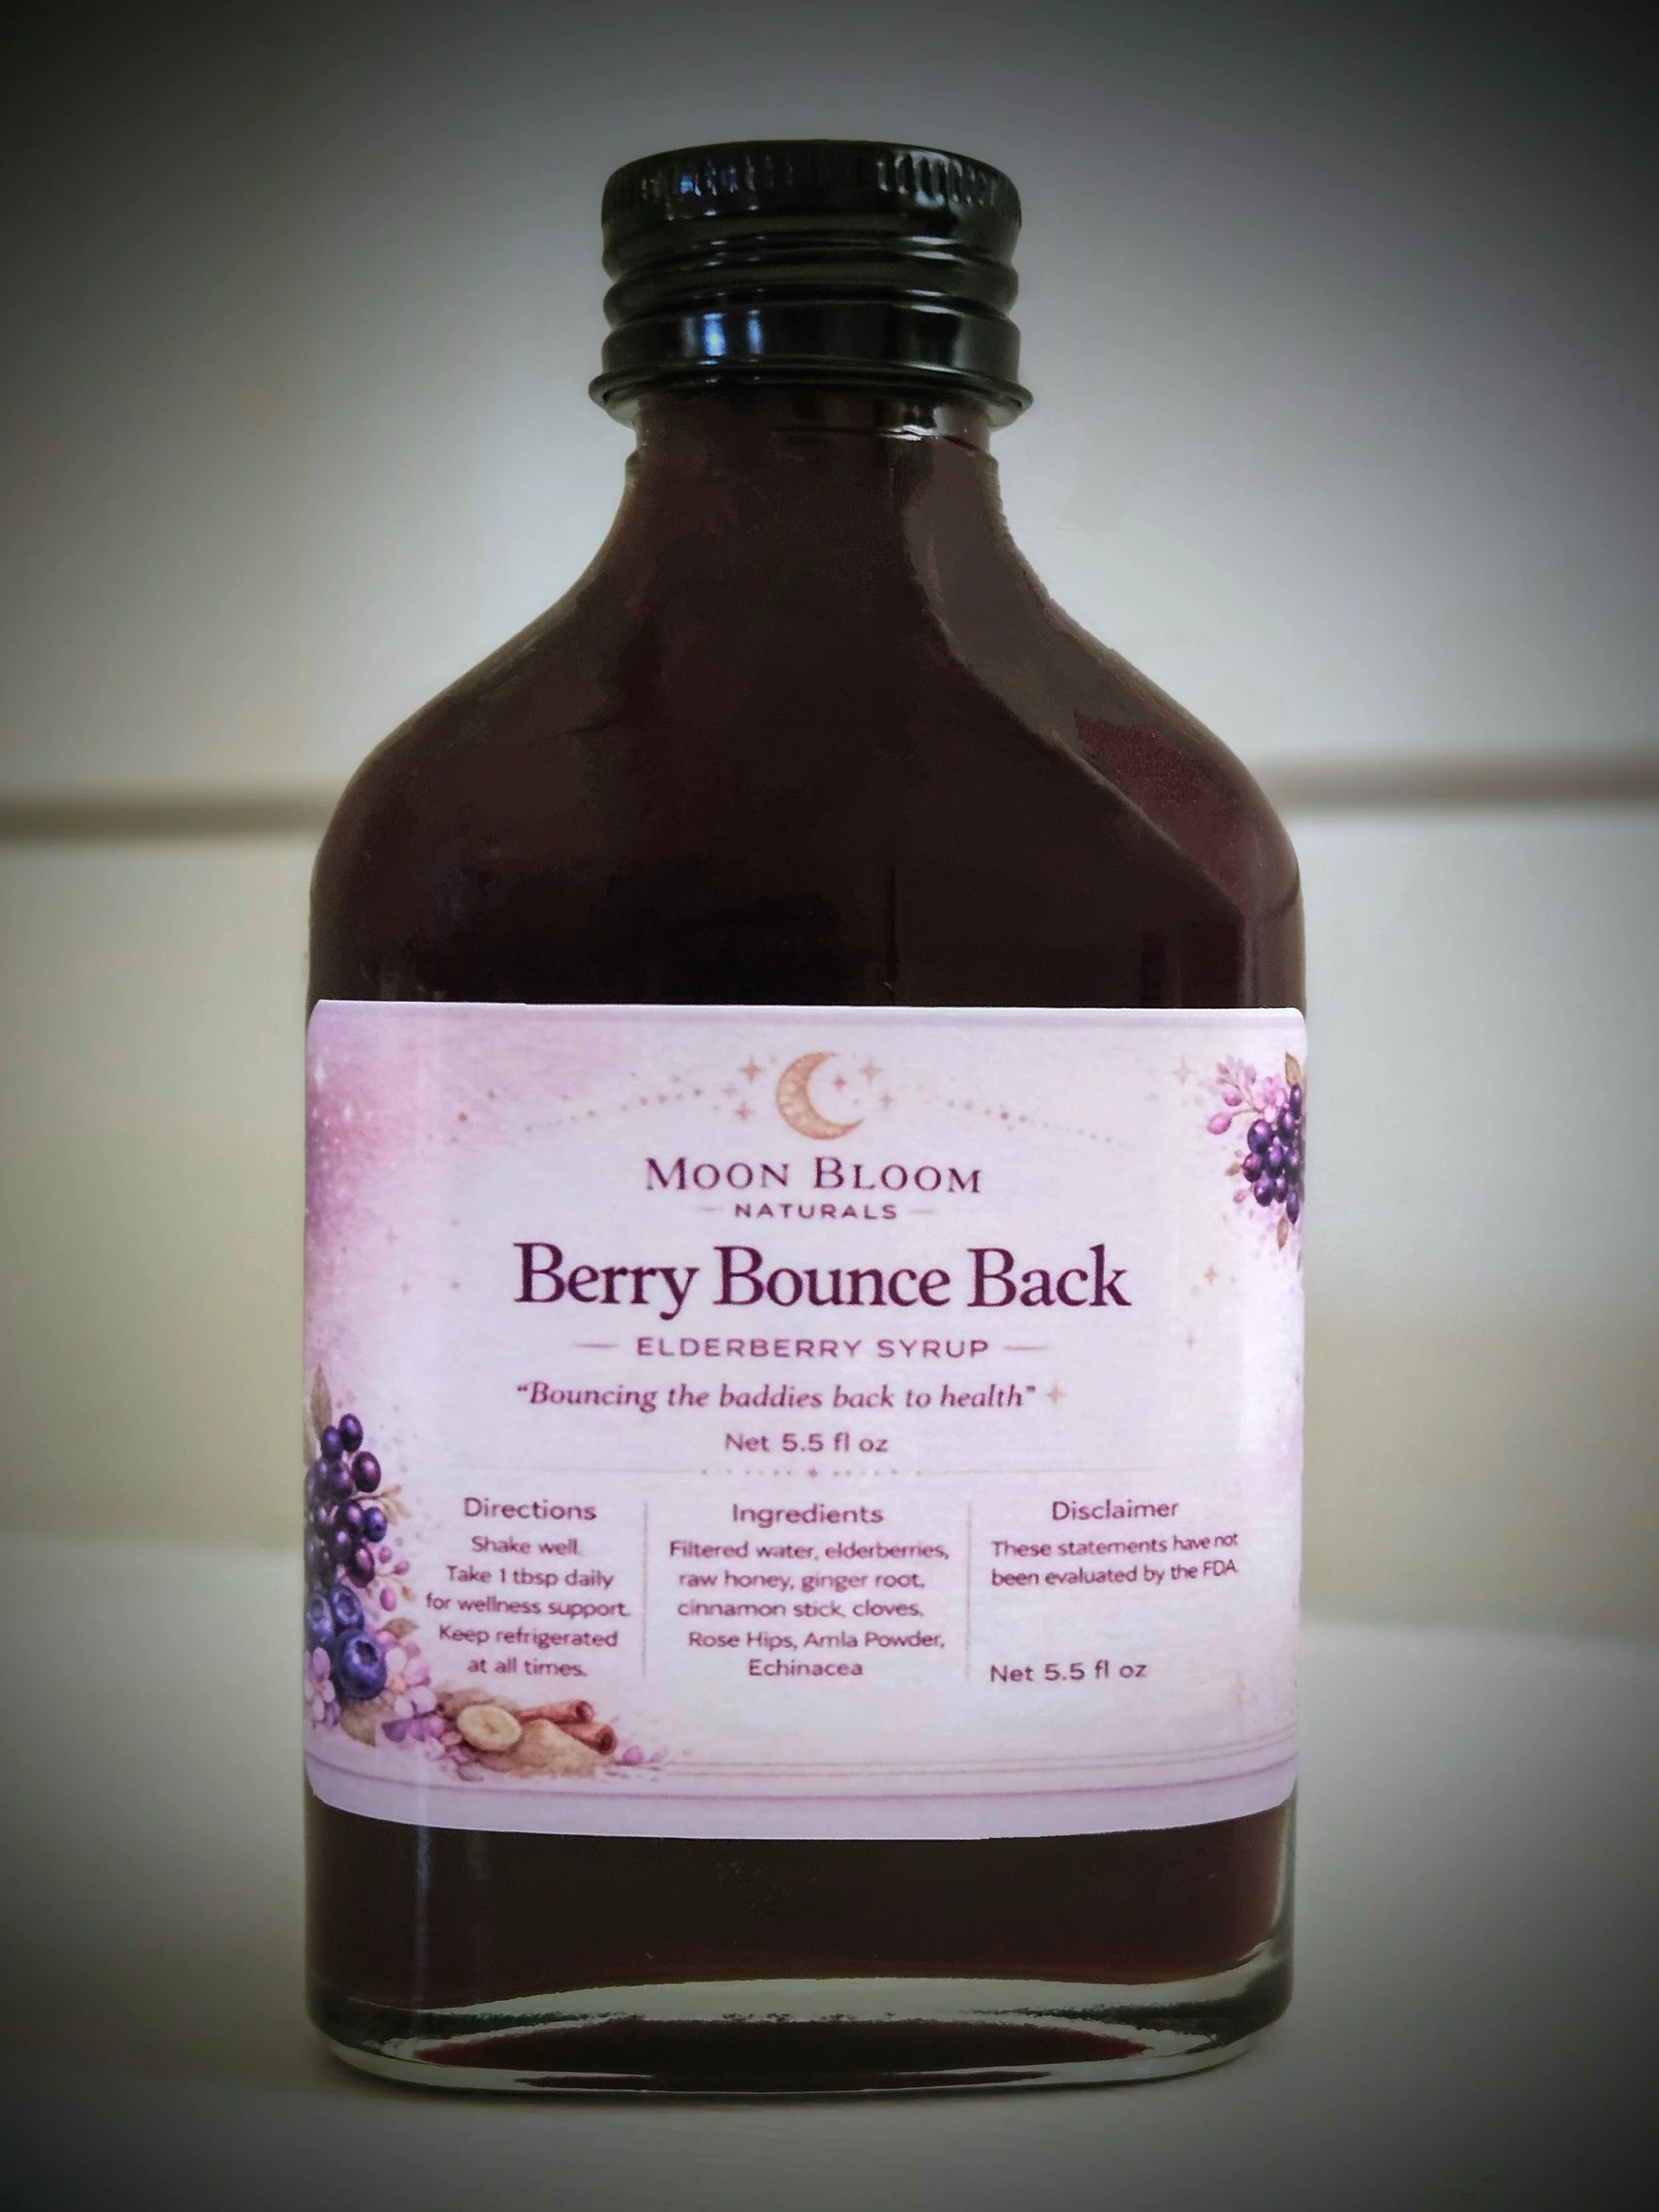 MOON BLOOM
NATURALS
Berry Bounce Back
ELDERBERRY SYRUP
“Bouncing the baddies back to health”
Net 5.5 fl oz
Directions
Shake well.
Take 1 tbsp daily
for wellness support.
Keep refrigerated
at all times.
Ingredients
Filtered water, elderberries,
raw honey, ginger root,
cinnamon stick, cloves,
Rose Hips, Amla Powder,
Echinacea
Disclaimer
These statements have not
been evaluated by the FDA.
Net 5.5 fl oz